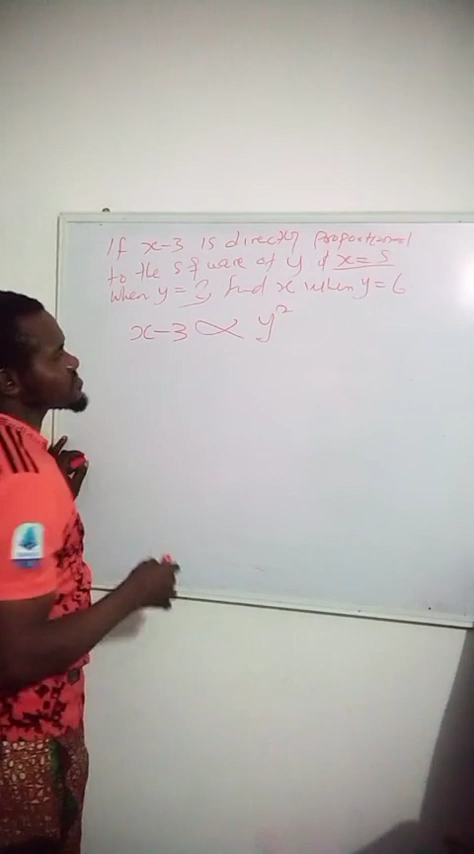 If x-3 is directly proportional
to the square of y & x = 5
when y = 3, find x when y = 6
x-3 ∝ y²